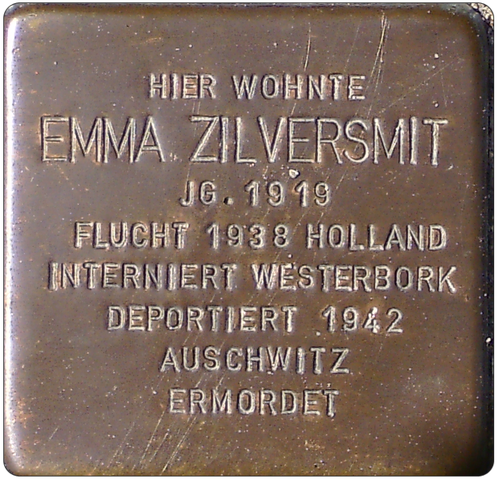 HIER WOHNTE
EMMA ZILVERSMIT
JG. 1919
FLUCHT 1938 HOLLAND
INTERNIERT WESTERBORK
DEPORTIERT 1942
AUSCHWITZ
ERMORDET